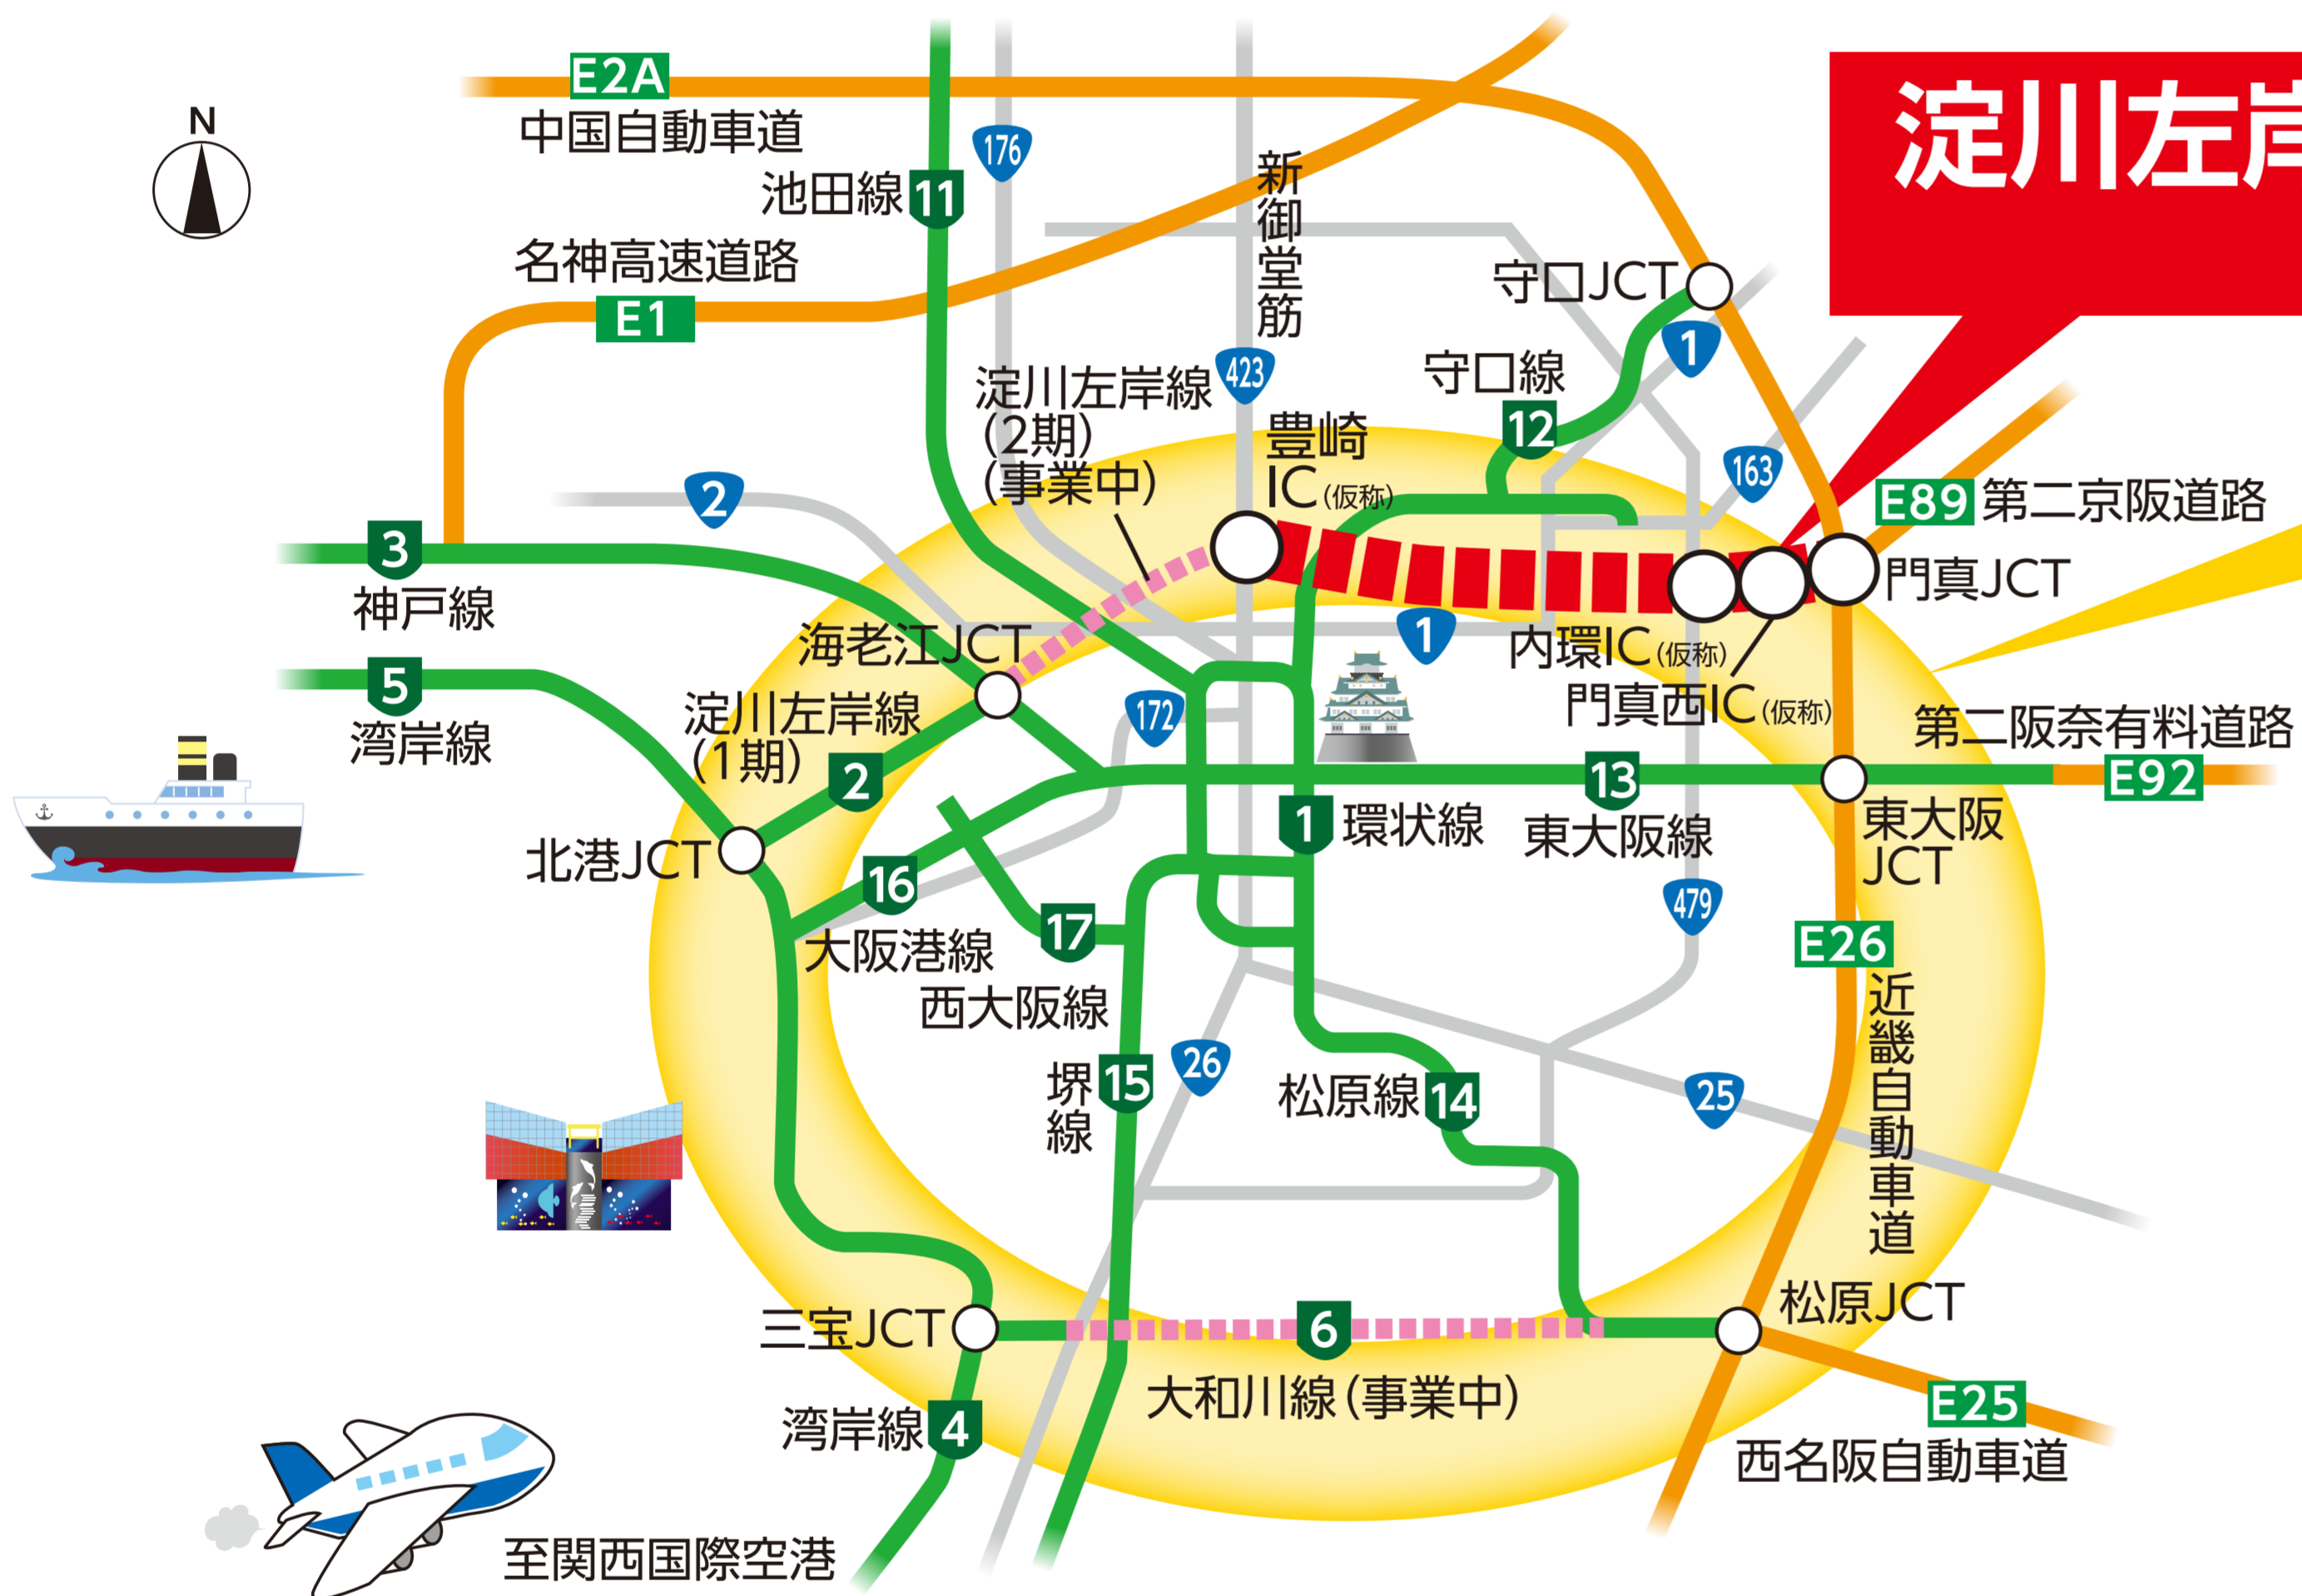 E2A
中国自動車道
N
176
池田線
11
新御堂筋
名神高速道路
E1
守口JCT
1
淀川左岸
423
淀川左岸線
(2期)
(事業中)
守口線
12
豊崎
IC(仮称)
163
2
E89
第二京阪道路
3
神戸線
門真JCT
海老江JCT
1
内環IC(仮称)
門真西IC(仮称)
5
湾岸線
淀川左岸線
(1期)
172
第二阪奈有料道路
2
13
E92
北港JCT
1
環状線
東大阪線
東大阪
JCT
16
17
479
大阪港線
E26
西大阪線
近畿自動車道
堺線
15
26
松原線
14
25
三宝JCT
6
松原JCT
大和川線(事業中)
湾岸線
4
E25
西名阪自動車道
至関西国際空港